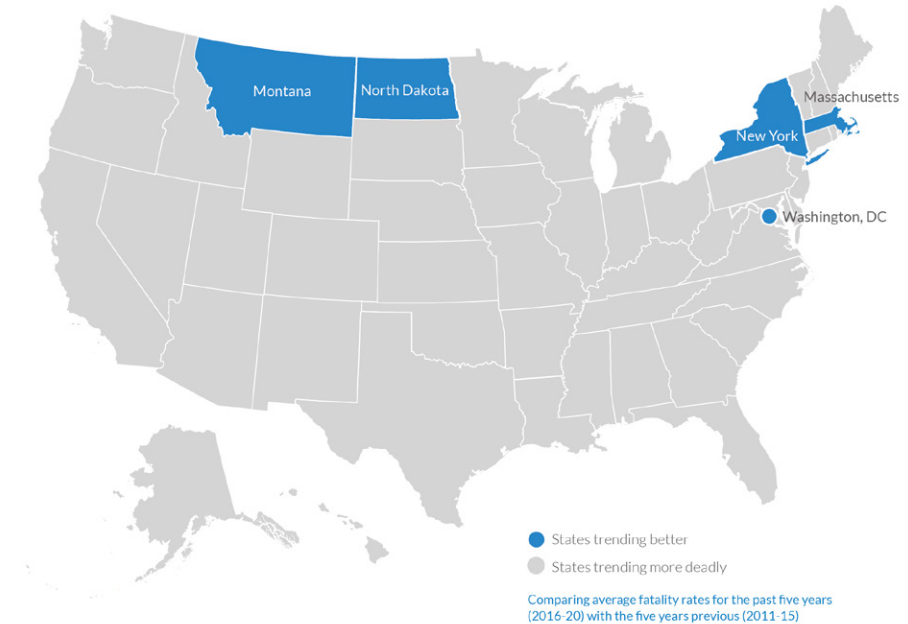 Montana
North Dakota
Massachusetts
New York
Washington, DC
States trending better
States trending more deadly
Comparing average fatality rates for the past five years
(2016-20) with the five years previous (2011-15)